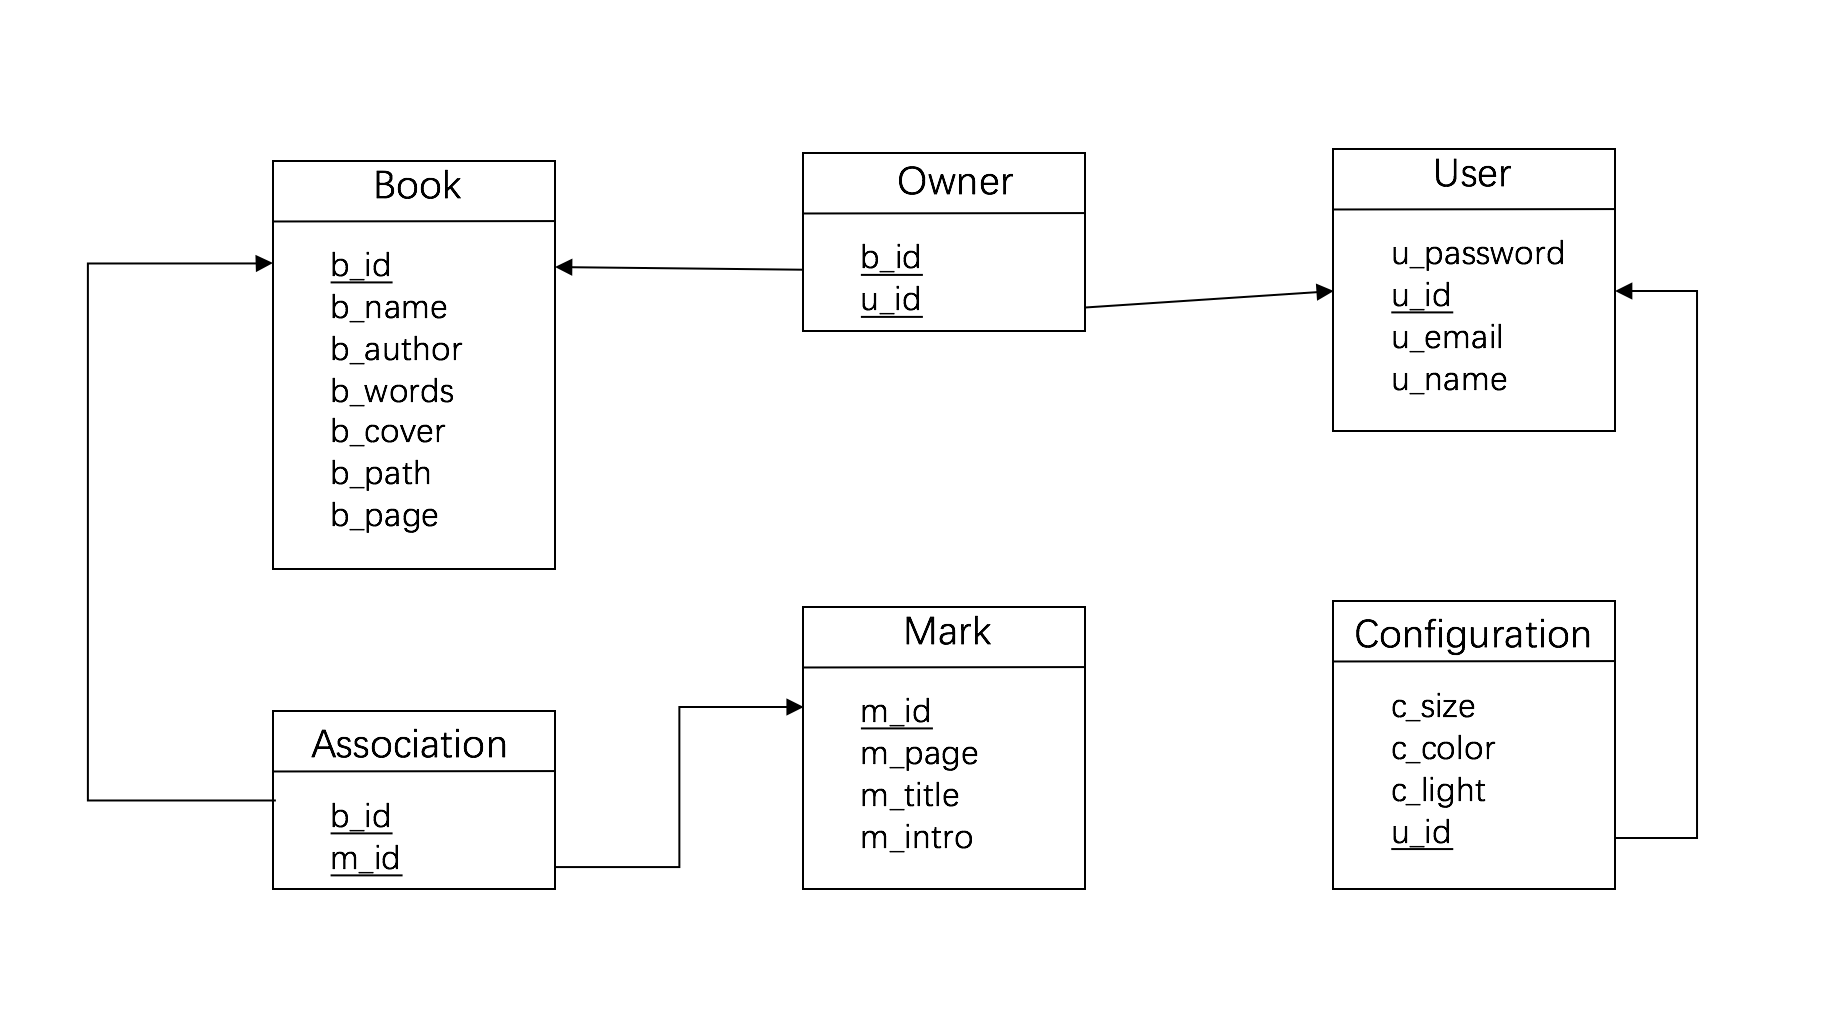 Book
b_id
b_name
b_author
b_words
b_cover
b_path
b_page
Owner
b_id
u_id
User
u_password
u_id
u_email
u_name
Association
b_id
m_id
Mark
m_id
m_page
m_title
m_intro
Configuration
c_size
c_color
c_light
u_id